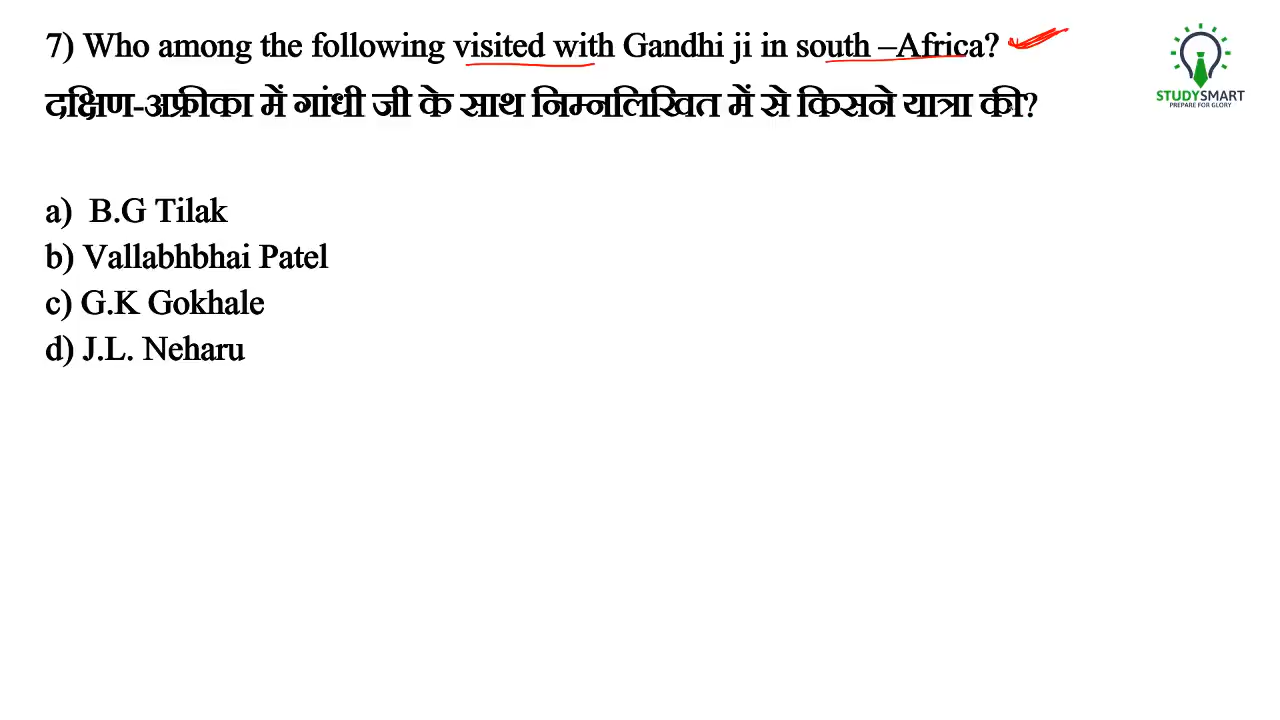 7) Who among the following visited with Gandhi ji in south –Africa?
दक्षिण-अफ्रीका में गांधी जी के साथ निम्नलिखित में से किसने यात्रा की?
a) B.G Tilak
b) Vallabhbhai Patel
c) G.K Gokhale
d) J.L. Neharu
STUDYSMART
PREPARE FOR GLORY